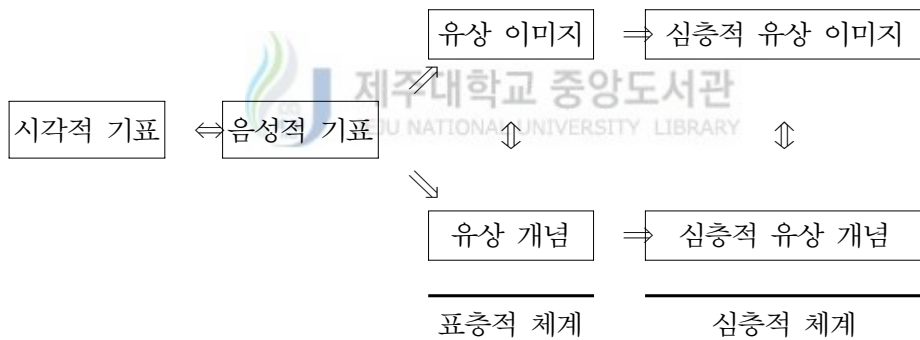 유상 이미지 ⇒ 심층적 유상 이미지
제주대학교 중앙도서관
JEJU NATIONAL UNIVERSITY LIBRARY
시각적 기표 ⇔ 음성적 기표
유상 개념 ⇒ 심층적 유상 개념
표층적 체계 심층적 체계